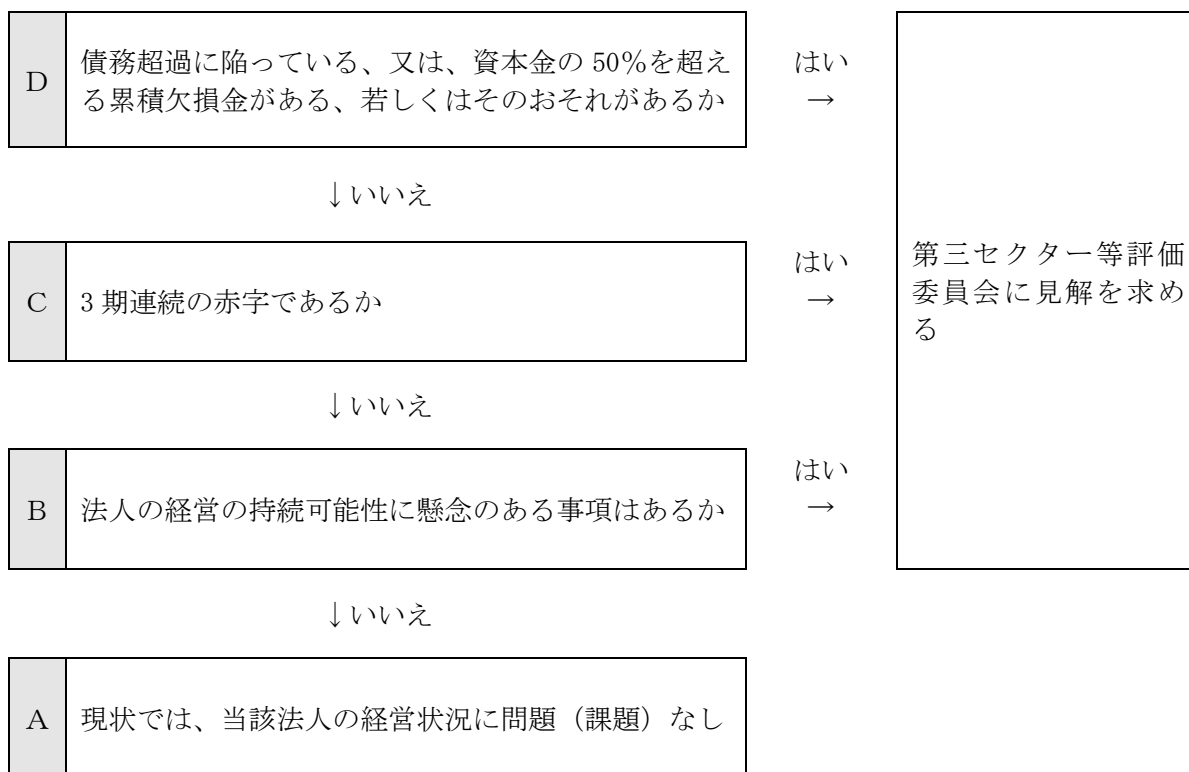 D
債務超過に陥っている、又は、資本金の 50%を超え
る累積欠損金がある、若しくはそのおそれがあるか
はい
→
↓いいえ
C
3 期連続の赤字であるか
はい
→
第三セクター等評価
委員会に見解を求め
る
↓いいえ
B
法人の経営の持続可能性に懸念のある事項はあるか
はい
→
↓いいえ
A
現状では、当該法人の経営状況に問題（課題）なし